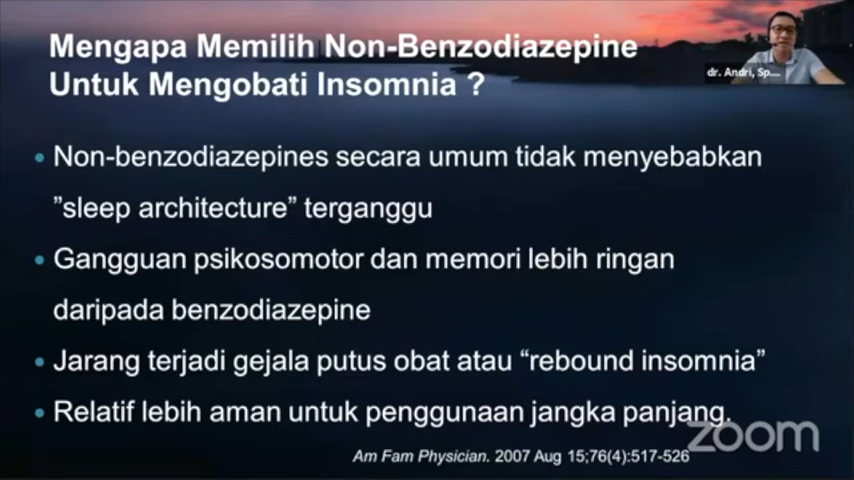 Mengapa Memilih Non-Benzodiazepine
Untuk Mengobati Insomnia ?
dr. Andri, Sp....
• Non-benzodiazepines secara umum tidak menyebabkan
"sleep architecture" terganggu
• Gangguan psikosomotor dan memori lebih ringan
daripada benzodiazepine
• Jarang terjadi gejala putus obat atau “rebound insomnia”
• Relatif lebih aman untuk penggunaan jangka panjang.
zoom
Am Fam Physician. 2007 Aug 15;76(4):517-526